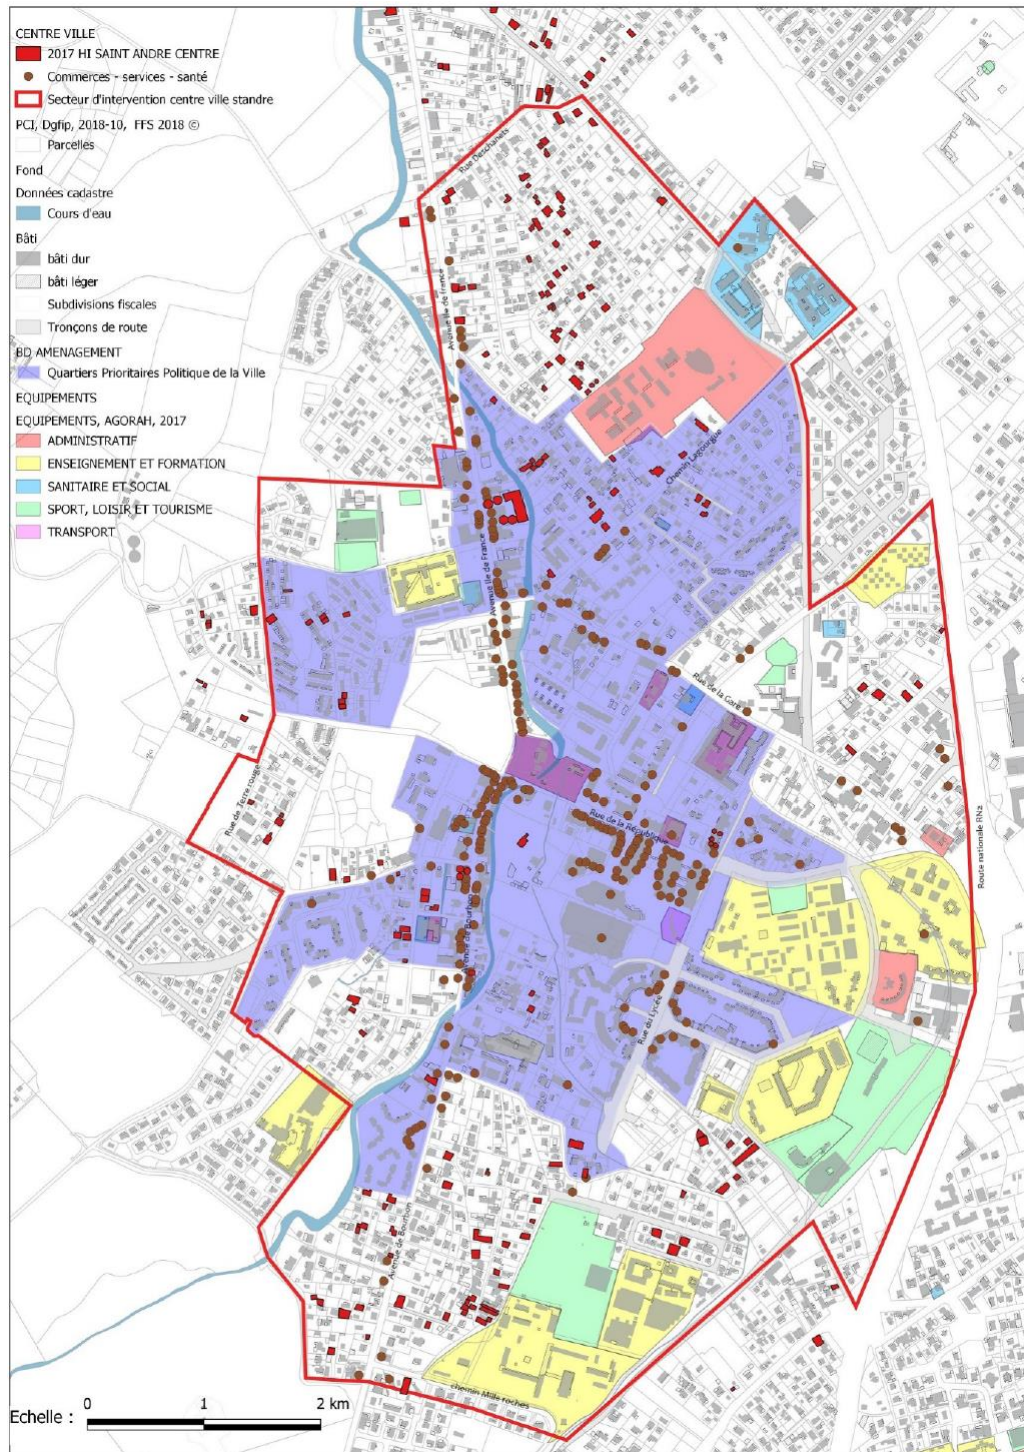 CENTRE VILLE
2017 HI SAINT ANDRE CENTRE
Commerces - services - santé
Secteur d'intervention centre ville standre
PCI, Dgfip, 2018-10, FFS 2018 ©
Parcelles
Fond
Données cadastre
Cours d'eau
Bâti
bâti dur
bâti léger
Subdivisions fiscales
Tronçons de route
BD AMENAGEMENT
Quartiers Prioritaires Politique de la Ville
EQUIPEMENTS
EQUIPEMENTS, AGORAH, 2017
ADMINISTRATIF
ENSEIGNEMENT ET FORMATION
SANITAIRE ET SOCIAL
SPORT, LOISIR ET TOURISME
TRANSPORT
Rue Deschanets
Avenue Ile de france
Chemin Lagourgue
Avenue Ile de France
Rue de la Gare
Rue de Terre rouge
Rue de la République
Route nationale RN2
Avenue de Bourbon
Rue du Lycée
Avenue de Bourbon
chemin Mille roches
Echelle :
0 1 2 km